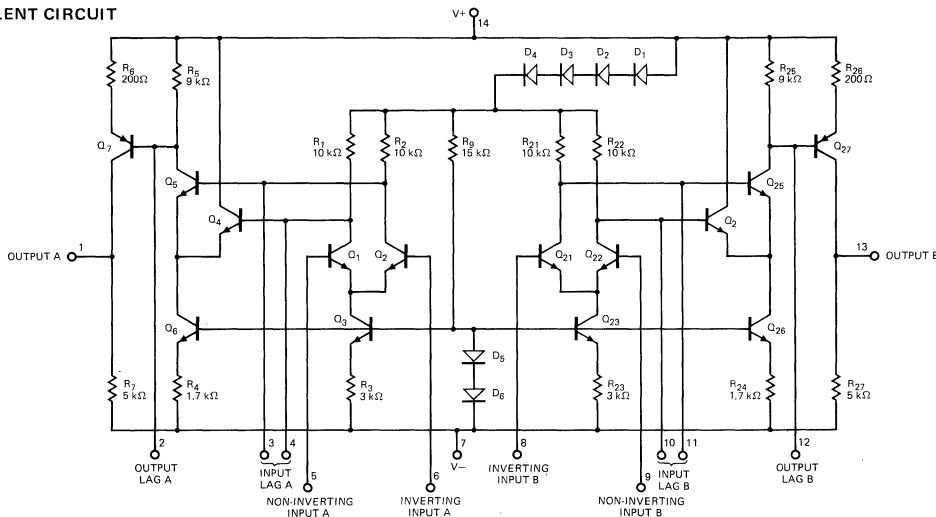 LENT CIRCUIT
V+
14
D4 D3 D2 D1
R6
200Ω
R5
9 kΩ
R25
9 kΩ
R26
200Ω
R1
10 kΩ
R2
10 kΩ
R9
15 kΩ
R21
10 kΩ
R22
10 kΩ
Q7
Q27
Q5
Q25
Q4
Q2
1
OUTPUT A
Q1
Q2
Q21
Q22
13
OUTPUT B
Q6
Q3
Q23
Q26
D5
D6
R7
5 kΩ
R4
1.7 kΩ
R3
3 kΩ
R23
3 kΩ
R24
1.7 kΩ
R27
5 kΩ
2
OUTPUT
LAG A
3 4
INPUT
LAG A
5
NON-INVERTING
INPUT A
6
INVERTING
INPUT A
7
V−
8
INVERTING
INPUT B
9
NON-INVERTING
INPUT B
10 11
INPUT
LAG B
12
OUTPUT
LAG B